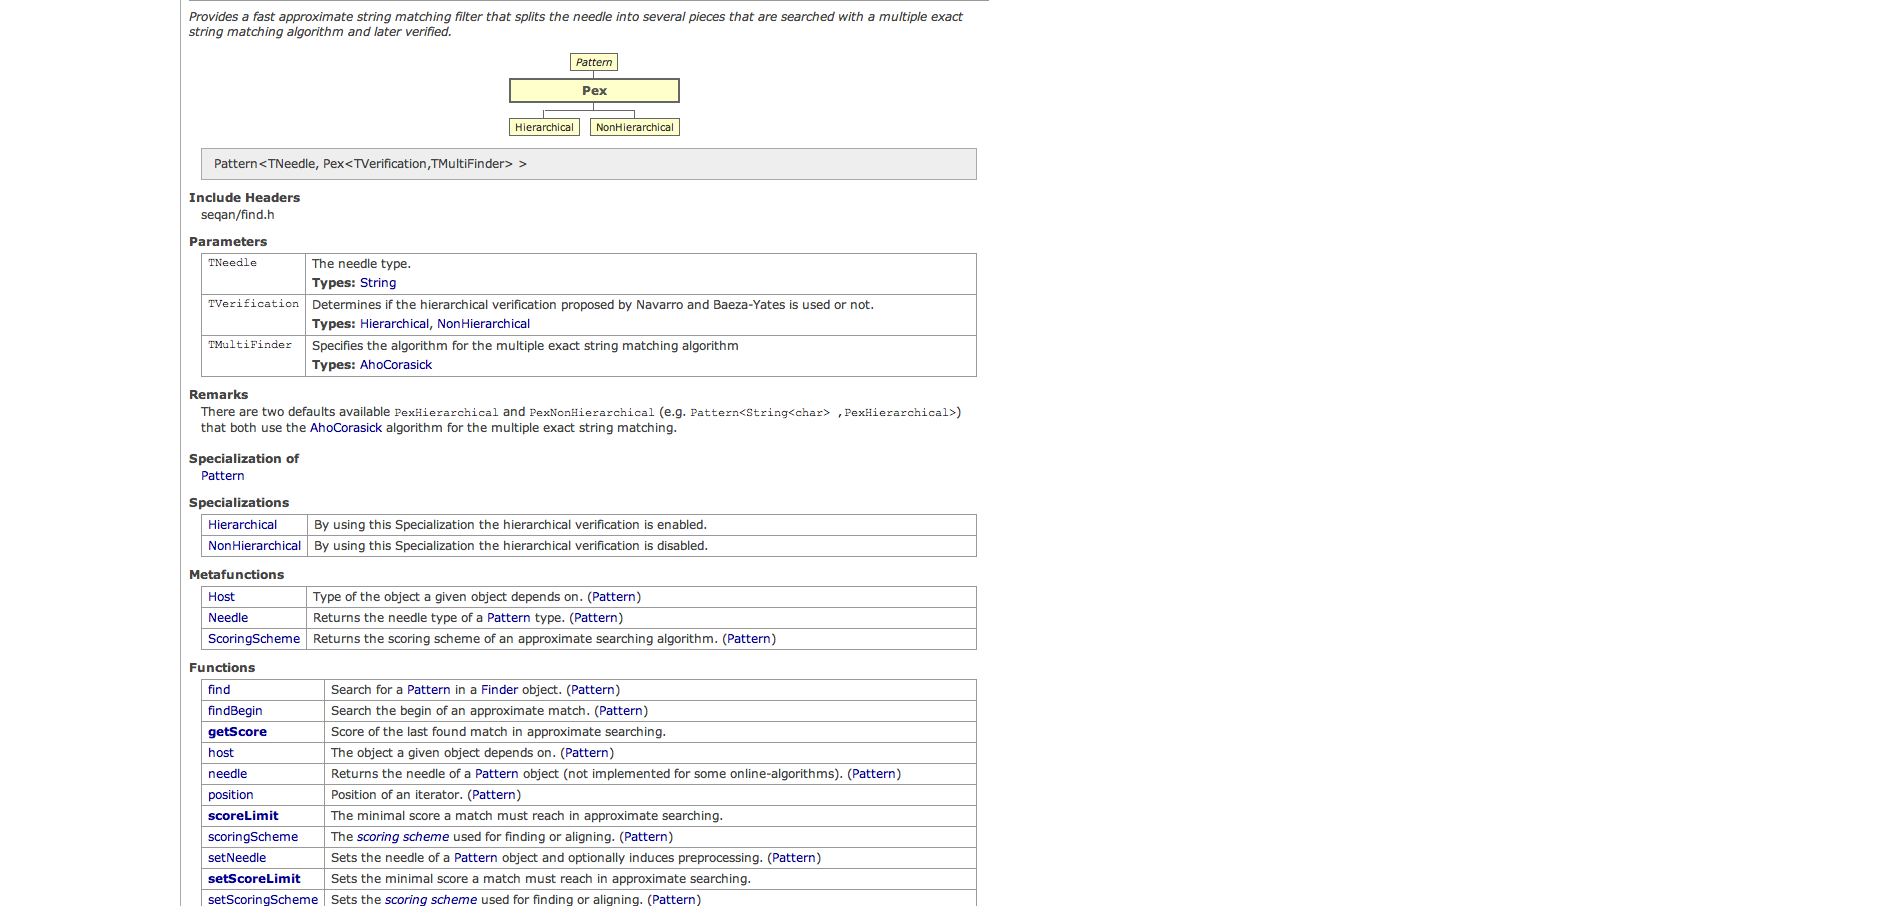 Provides a fast approximate string matching filter that splits the needle into several pieces that are searched with a multiple exact
string matching algorithm and later verified.
Pattern
Pex
Hierarchical NonHierarchical
Pattern<TNeedle, Pex<TVerification,TMultiFinder> >
Include Headers
seqan/find.h
Parameters
TNeedle The needle type.
Types: String
TVerification Determines if the hierarchical verification proposed by Navarro and Baeza-Yates is used or not.
Types: Hierarchical, NonHierarchical
TMultiFinder Specifies the algorithm for the multiple exact string matching algorithm
Types: AhoCorasick
Remarks
There are two defaults available PexHierarchical and PexNonHierarchical (e.g. Pattern<String<char> ,PexHierarchical>)
that both use the AhoCorasick algorithm for the multiple exact string matching.
Specialization of
Pattern
Specializations
Hierarchical By using this Specialization the hierarchical verification is enabled.
NonHierarchical By using this Specialization the hierarchical verification is disabled.
Metafunctions
Host Type of the object a given object depends on. (Pattern)
Needle Returns the needle type of a Pattern type. (Pattern)
ScoringScheme Returns the scoring scheme of an approximate searching algorithm. (Pattern)
Functions
find Search for a Pattern in a Finder object. (Pattern)
findBegin Search the begin of an approximate match. (Pattern)
getScore Score of the last found match in approximate searching.
host The object a given object depends on. (Pattern)
needle Returns the needle of a Pattern object (not implemented for some online-algorithms). (Pattern)
position Position of an iterator. (Pattern)
scoreLimit The minimal score a match must reach in approximate searching.
scoringScheme The scoring scheme used for finding or aligning. (Pattern)
setNeedle Sets the needle of a Pattern object and optionally induces preprocessing. (Pattern)
setScoreLimit Sets the minimal score a match must reach in approximate searching.
setScoringScheme Sets the scoring scheme used for finding or aligning. (Pattern)